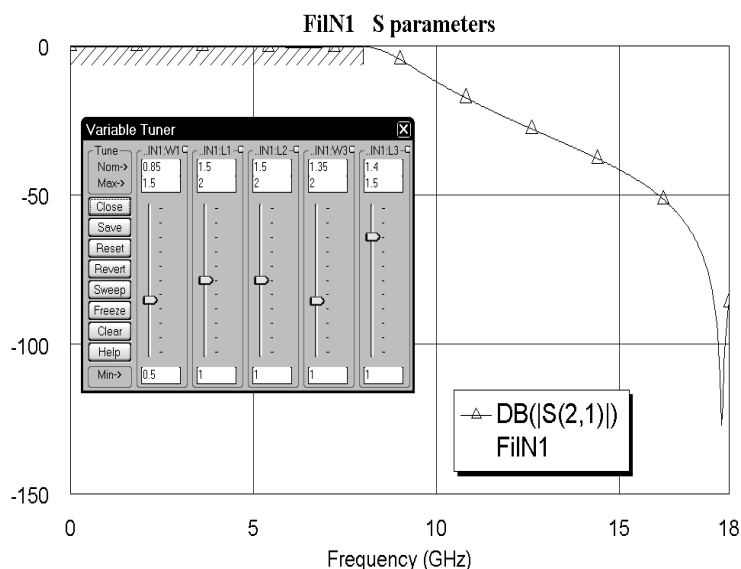 FilN1 S parameters
0
-50
-100
-150
0
5
10
15
18
Frequency (GHz)
DB(|S(2,1)|)
FilN1
Variable Tuner
Tune
Nom->
Max->
Close
Save
Reset
Revert
Sweep
Freeze
Clear
Help
Min->
..IN1:W1
0.85
1.5
0.5
..IN1:L1
1.5
2
1
..IN1:L2
1.5
2
1
..IN1:W3
1.35
2
1
..IN1:L3
1.4
1.5
1